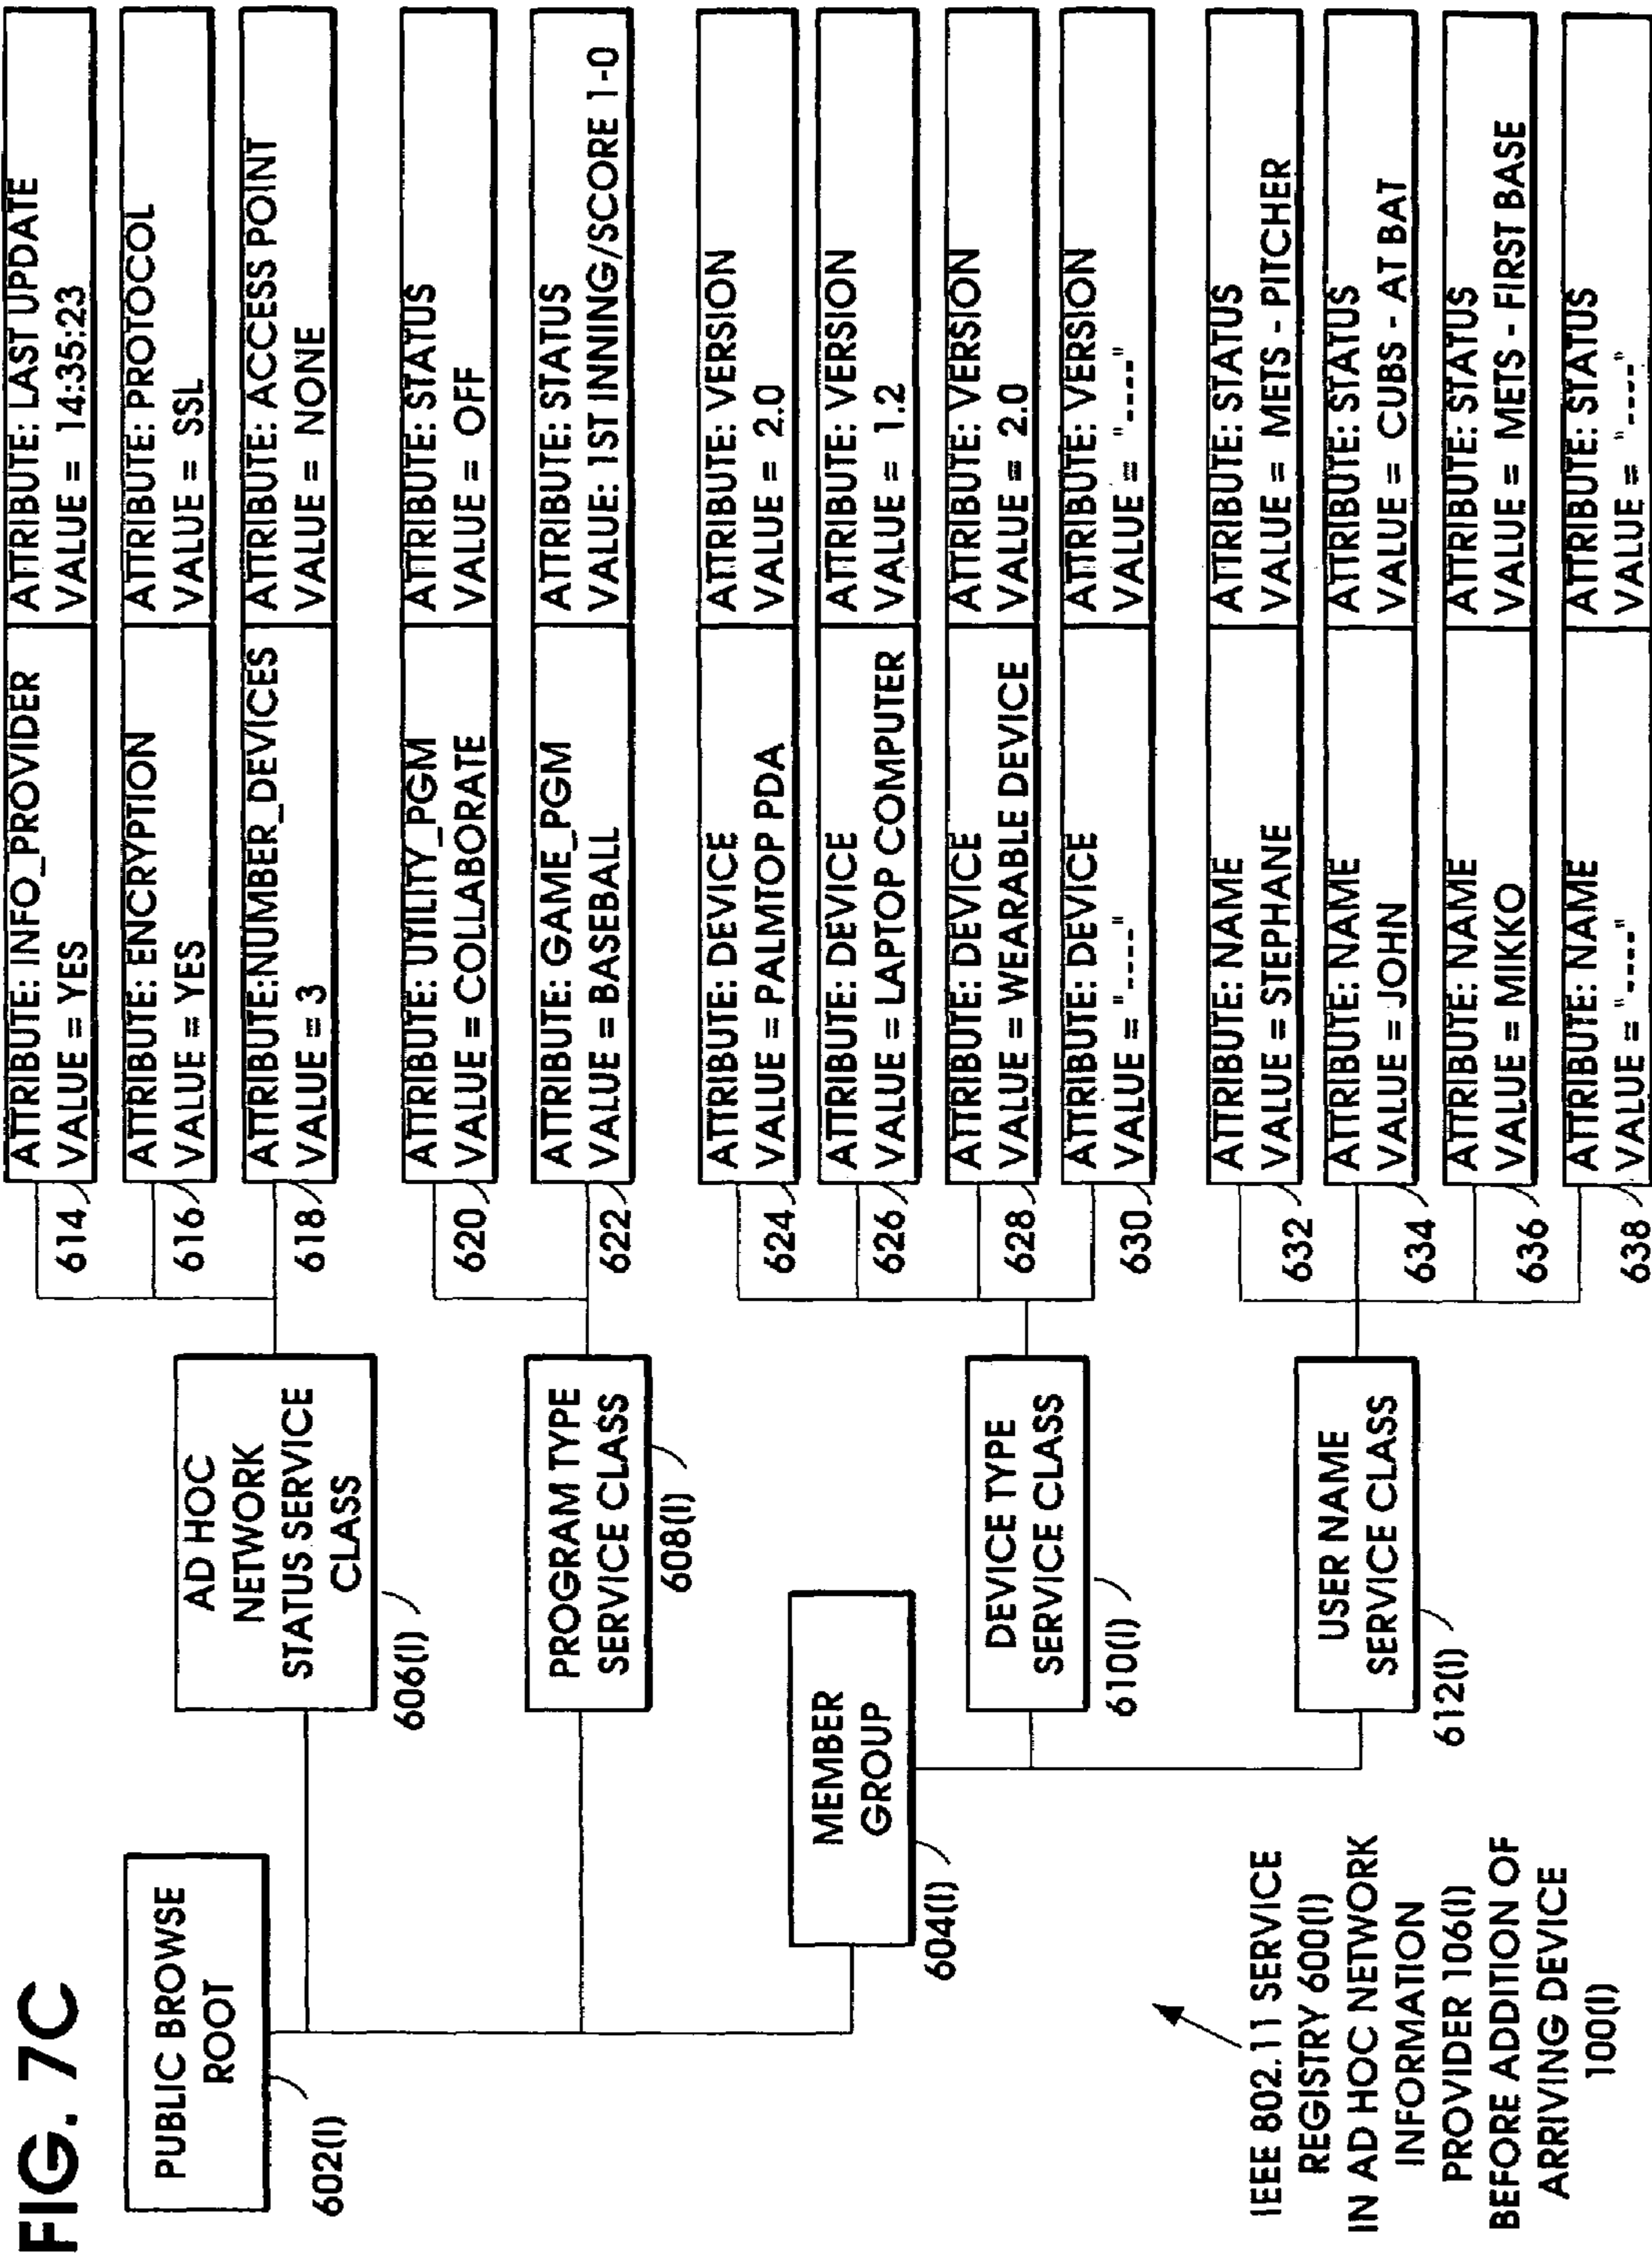 FIG. 7C
PUBLIC BROWSE
ROOT
602(I)
AD HOC
NETWORK
STATUS SERVICE
CLASS
606(I)
PROGRAM TYPE
SERVICE CLASS
608(I)
MEMBER
GROUP
604(I)
DEVICE TYPE
SERVICE CLASS
610(I)
USER NAME
SERVICE CLASS
612(I)
IEEE 802.11 SERVICE
REGISTRY 600(I)
IN AD HOC NETWORK
INFORMATION
PROVIDER 106(I)
BEFORE ADDITION OF
ARRIVING DEVICE
100(I)
614
ATTRIBUTE: INFO_PROVIDER
VALUE = YES
ATTRIBUTE: LAST UPDATE
VALUE = 14:35:23
616
ATTRIBUTE: ENCRYPTION
VALUE = YES
ATTRIBUTE: PROTOCOL
VALUE = SSL
618
ATTRIBUTE:NUMBER_DEVICES
VALUE = 3
ATTRIBUTE: ACCESS POINT
VALUE = NONE
620
ATTRIBUTE: UTILITY_PGM
VALUE = COLLABORATE
ATTRIBUTE: STATUS
VALUE = OFF
622
ATTRIBUTE: GAME_PGM
VALUE = BASEBALL
ATTRIBUTE: STATUS
VALUE: 1ST INNING/SCORE 1-0
624
ATTRIBUTE: DEVICE
VALUE = PALMTOP PDA
ATTRIBUTE: VERSION
VALUE = 2.0
626
ATTRIBUTE: DEVICE
VALUE = LAPTOP COMPUTER
ATTRIBUTE: VERSION
VALUE = 1.2
628
ATTRIBUTE: DEVICE
VALUE = WEARABLE DEVICE
ATTRIBUTE: VERSION
VALUE = 2.0
630
ATTRIBUTE: DEVICE
VALUE = "----"
ATTRIBUTE: VERSION
VALUE = "----"
632
ATTRIBUTE: NAME
VALUE = STEPHANE
ATTRIBUTE: STATUS
VALUE = METS - PITCHER
634
ATTRIBUTE: NAME
VALUE = JOHN
ATTRIBUTE: STATUS
VALUE = CUBS - AT BAT
636
ATTRIBUTE: NAME
VALUE = MIKKO
ATTRIBUTE: STATUS
VALUE = METS - FIRST BASE
638
ATTRIBUTE: NAME
VALUE = "----"
ATTRIBUTE: STATUS
VALUE = "----"